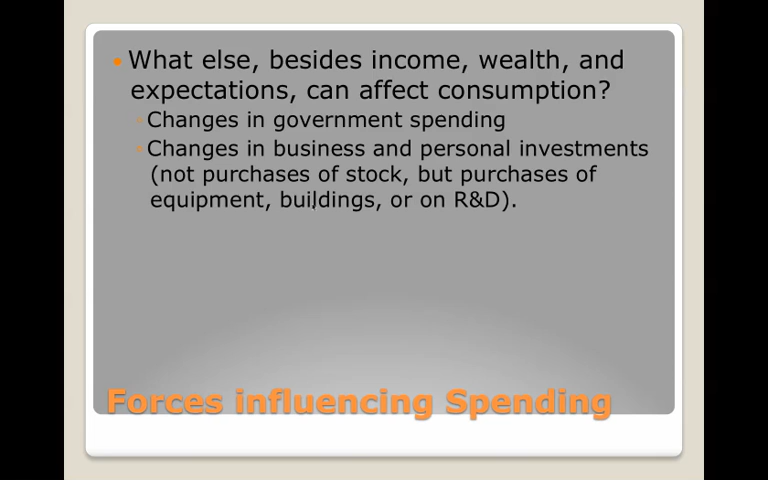 What else, besides income, wealth, and
expectations, can affect consumption?
Changes in government spending
Changes in business and personal investments
(not purchases of stock, but purchases of
equipment, buildings, or on R&D).
Forces influencing Spending